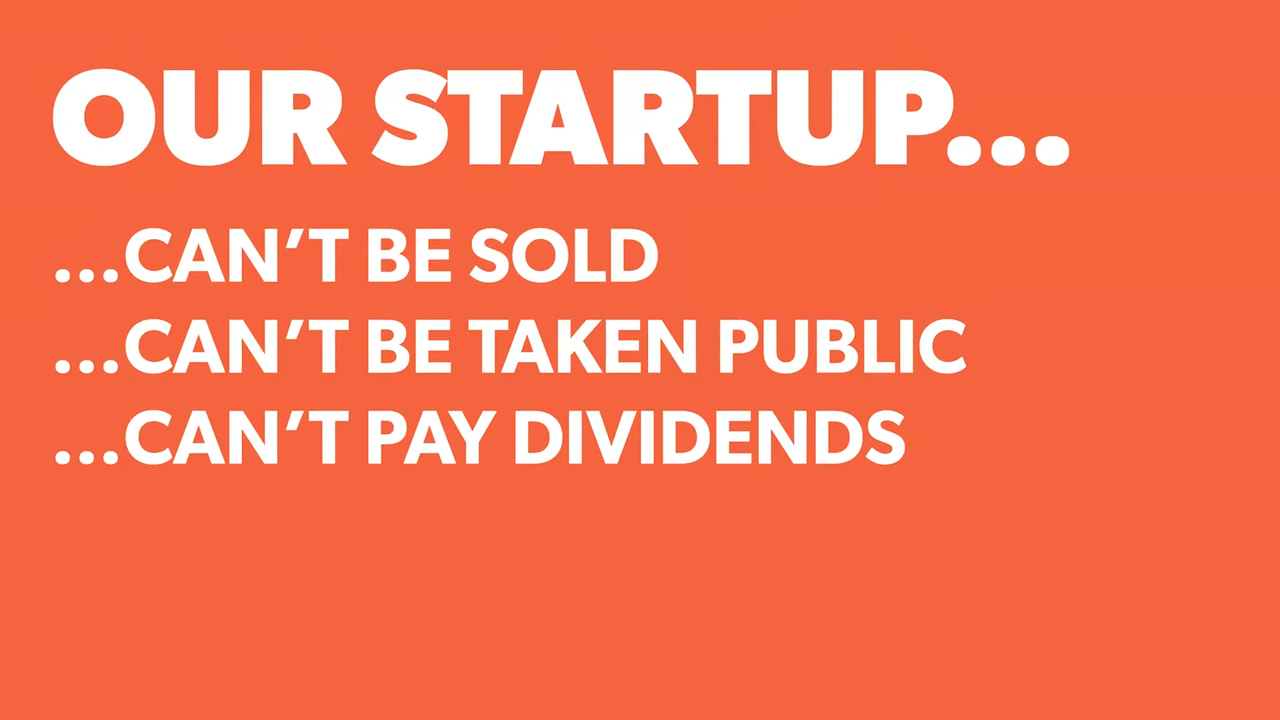 OUR STARTUP...
...CAN’T BE SOLD
...CAN’T BE TAKEN PUBLIC
...CAN’T PAY DIVIDENDS